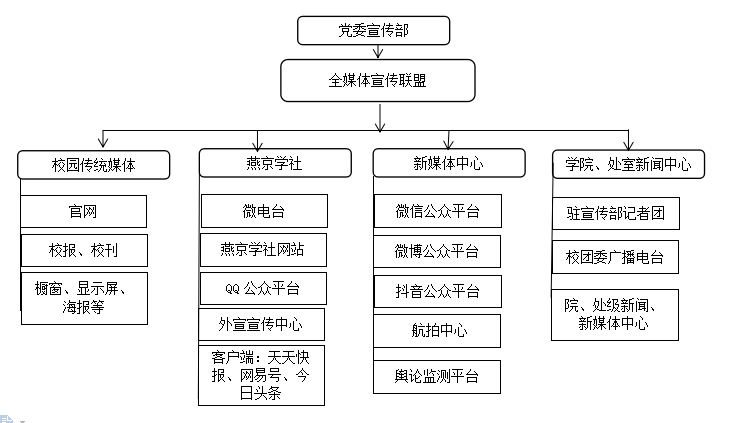 党委宣传部
全媒体宣传联盟
校园传统媒体
官网
校报、校刊
橱窗、显示屏、
海报等
燕京学社
微电台
燕京学社网站
QQ 公众平台
外宣宣传中心
客户端：天天快
报、网易号、今
日头条
新媒体中心
微信公众平台
微博公众平台
抖音公众平台
航拍中心
舆论监测平台
学院、处室新闻中心
驻宣传部记者团
校团委广播电台
院、处级新闻、
新媒体中心